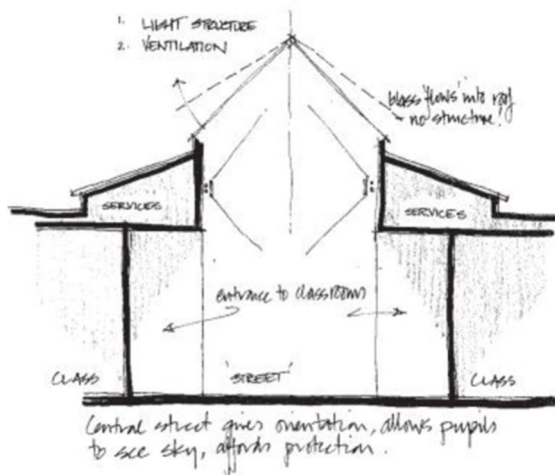 1. LIGHT STRUCTURE
2. VENTILATION
Glass 'flows' into roof
no structure!
SERVICES
SERVICES
entrance to classroom
CLASS
'STREET'
CLASS
Central street gives orientation, allows pupils
to see sky, affords protection.